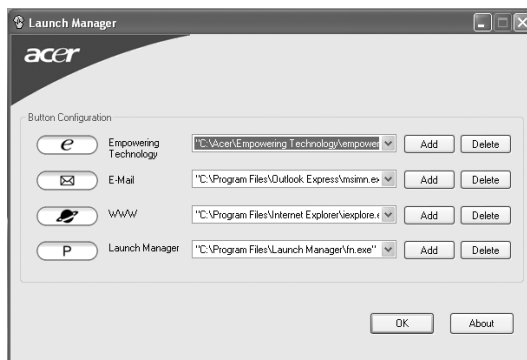 Launch Manager
acer
Button Configuration
e Empowering Technology "C:\Acer\Empowering Technology\empower Add Delete
E-Mail "C:\Program Files\Outlook Express\msimn.ex Add Delete
WWW "C:\Program Files\Internet Explorer\iexplore.e Add Delete
P Launch Manager "C:\Program Files\Launch Manager\fn.exe" Add Delete
OK About